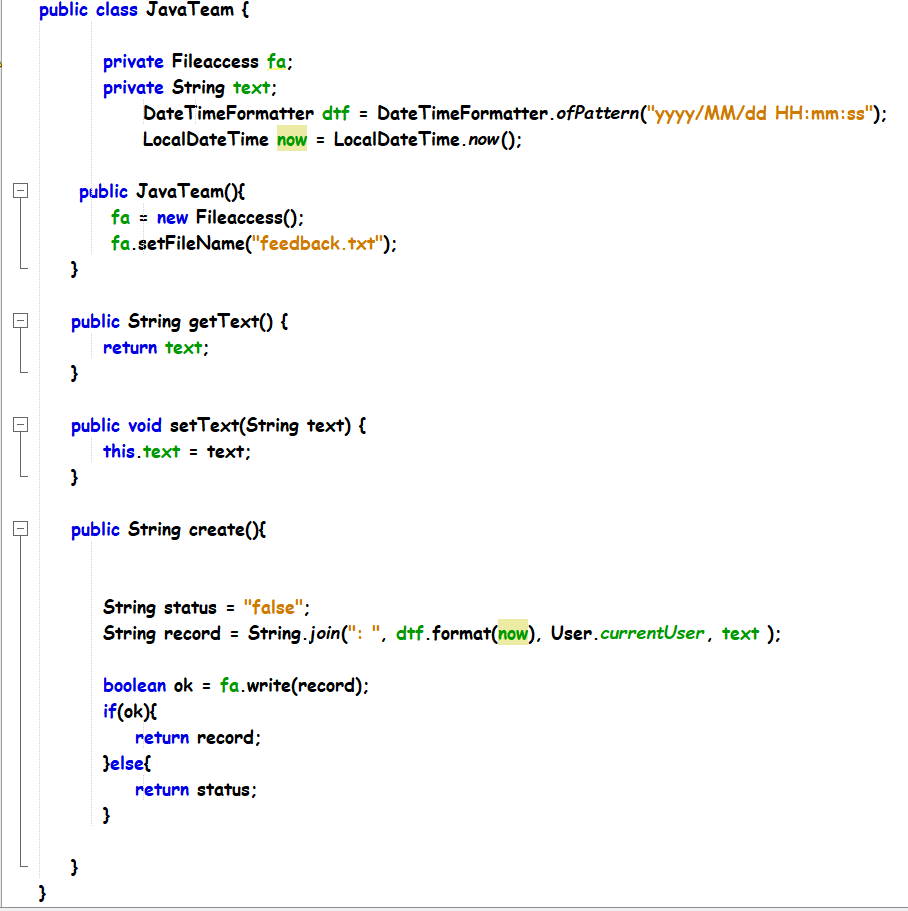 public class JavaTeam {
private Fileaccess fa;
private String text;
DateTimeFormatter dtf = DateTimeFormatter.ofPattern("yyyy/MM/dd HH:mm:ss");
LocalDateTime now = LocalDateTime.now();
public JavaTeam(){
fa = new Fileaccess();
fa.setFileName("feedback.txt");
}
public String getText() {
return text;
}
public void setText(String text) {
this.text = text;
}
public String create(){
String status = "false";
String record = String.join(": ", dtf.format(now), User.currentUser, text );
boolean ok = fa.write(record);
if(ok){
return record;
}else{
return status;
}
}
}